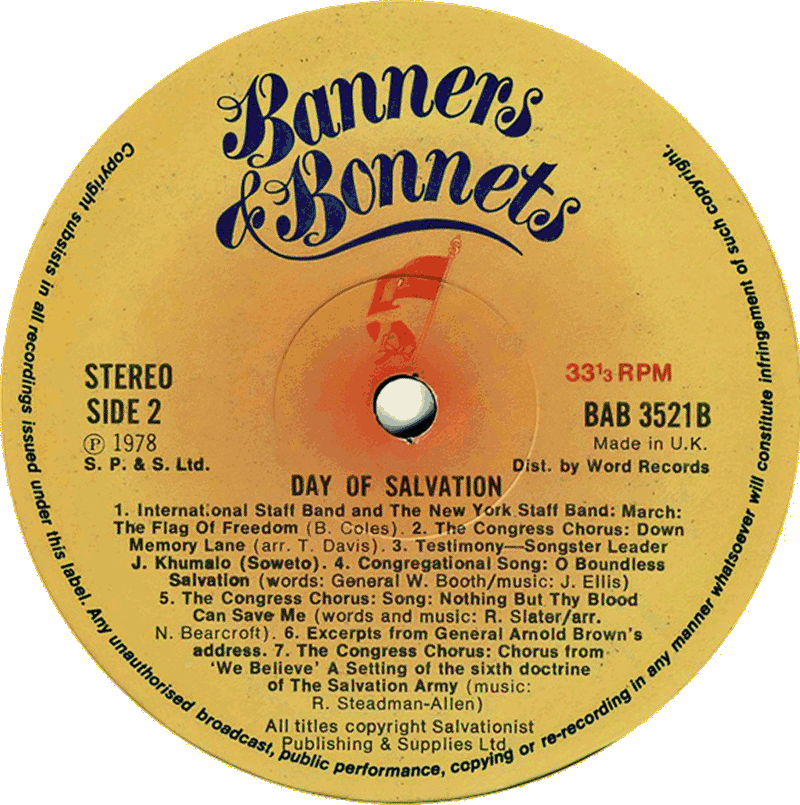 Banners
& Bonnets
STEREO
SIDE 2
Ⓟ 1978
S. P. & S. Ltd.
33⅓ RPM
BAB 3521B
Made in U.K.
Dist. by Word Records
DAY OF SALVATION
1. International Staff Band and The New York Staff Band: March:
The Flag Of Freedom (B. Coles). 2. The Congress Chorus: Down
Memory Lane (arr. T. Davis). 3. Testimony—Songster Leader
J. Khumalo (Soweto). 4. Congregational Song: O Boundless
Salvation (words: General W. Booth/music: J. Ellis)
5. The Congress Chorus: Song: Nothing But Thy Blood
Can Save Me (words and music: R. Slater/arr.
N. Bearcroft). 6. Excerpts from General Arnold Brown's
address. 7. The Congress Chorus: Chorus from
'We Believe' A Setting of the sixth doctrine
of The Salvation Army (music:
R. Steadman-Allen)
All titles copyright Salvationist
Publishing & Supplies Ltd
Copyright subsists in all recordings issued under this label. Any unauthorised broadcast, public performance, copying or re-recording in any manner whatsoever will constitute infringement of such copyright.